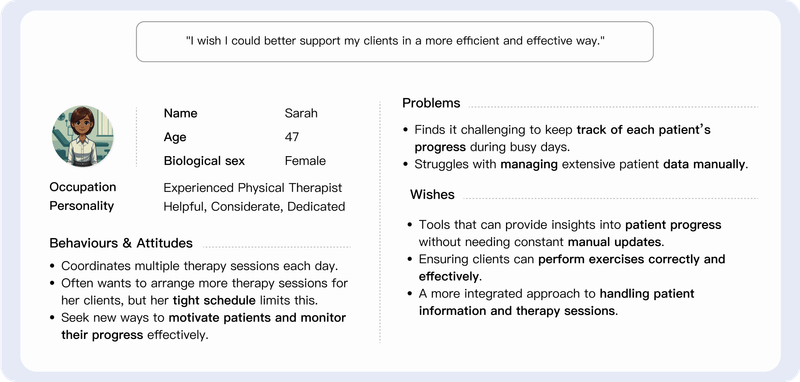 "I wish I could better support my clients in a more efficient and effective way."
Name Sarah
Age 47
Biological sex Female
Occupation Experienced Physical Therapist
Personality Helpful, Considerate, Dedicated
Behaviours & Attitudes
• Coordinates multiple therapy sessions each day.
• Often wants to arrange more therapy sessions for
her clients, but her tight schedule limits this.
• Seek new ways to motivate patients and monitor
their progress effectively.
Problems
• Finds it challenging to keep track of each patient’s
progress during busy days.
• Struggles with managing extensive patient data manually.
Wishes
• Tools that can provide insights into patient progress
without needing constant manual updates.
• Ensuring clients can perform exercises correctly and
effectively.
• A more integrated approach to handling patient
information and therapy sessions.